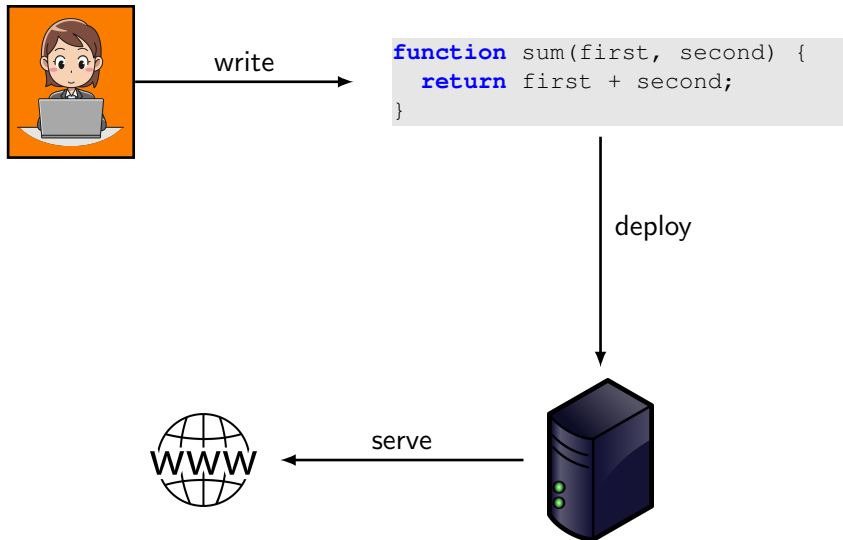 write
function sum(first, second) {
  return first + second;
}
deploy
serve
WWW